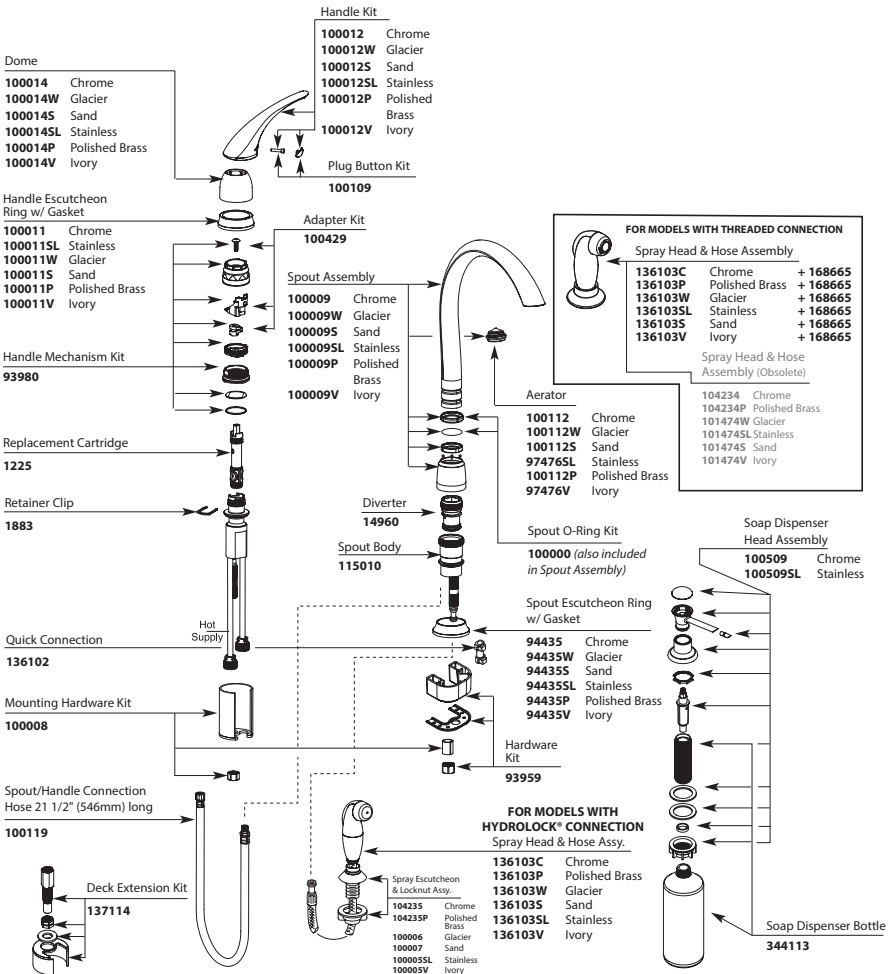 Handle Kit
100012 Chrome
100012W Glacier
100012S Sand
100012SL Stainless
100012P Polished
Brass
100012V Ivory
Dome
100014 Chrome
100014W Glacier
100014S Sand
100014SL Stainless
100014P Polished Brass
100014V Ivory
Plug Button Kit
100109
Handle Escutcheon
Ring w/ Gasket
100011 Chrome
100011SL Stainless
100011W Glacier
100011S Sand
100011P Polished Brass
100011V Ivory
Adapter Kit
100429
Spout Assembly
100009 Chrome
100009W Glacier
100009S Sand
100009SL Stainless
100009P Polished
Brass
100009V Ivory
FOR MODELS WITH THREADED CONNECTION
Spray Head & Hose Assembly
136103C Chrome + 168665
136103P Polished Brass + 168665
136103W Glacier + 168665
136103SL Stainless + 168665
136103S Sand + 168665
136103V Ivory + 168665
Spray Head & Hose
Assembly (Obsolete)
104234 Chrome
104234P Polished Brass
101474W Glacier
101474SL Stainless
101474S Sand
101474V Ivory
Handle Mechanism Kit
93980
Aerator
100112 Chrome
100112W Glacier
100112S Sand
97476SL Stainless
100112P Polished Brass
97476V Ivory
Replacement Cartridge
1225
Retainer Clip
1883
Diverter
14960
Spout Body
115010
Spout O-Ring Kit
100000 (also included
in Spout Assembly)
Soap Dispenser
Head Assembly
100509 Chrome
100509SL Stainless
Spout Escutcheon Ring
w/ Gasket
94435 Chrome
94435W Glacier
94435S Sand
94435SL Stainless
94435P Polished Brass
94435V Ivory
Hot
Supply
Quick Connection
136102
Mounting Hardware Kit
100008
Hardware
Kit
93959
Spout/Handle Connection
Hose 21 1/2" (546mm) long
100119
FOR MODELS WITH
HYDROLOCK® CONNECTION
Spray Head & Hose Assy.
136103C Chrome
136103P Polished Brass
136103W Glacier
136103S Sand
136103SL Stainless
136103V Ivory
Deck Extension Kit
137114
Spray Escutcheon
& Locknut Assy.
104235 Chrome
104235P Polished
Brass
100006 Glacier
100007 Sand
100005SL Stainless
100005V Ivory
Soap Dispenser Bottle
344113